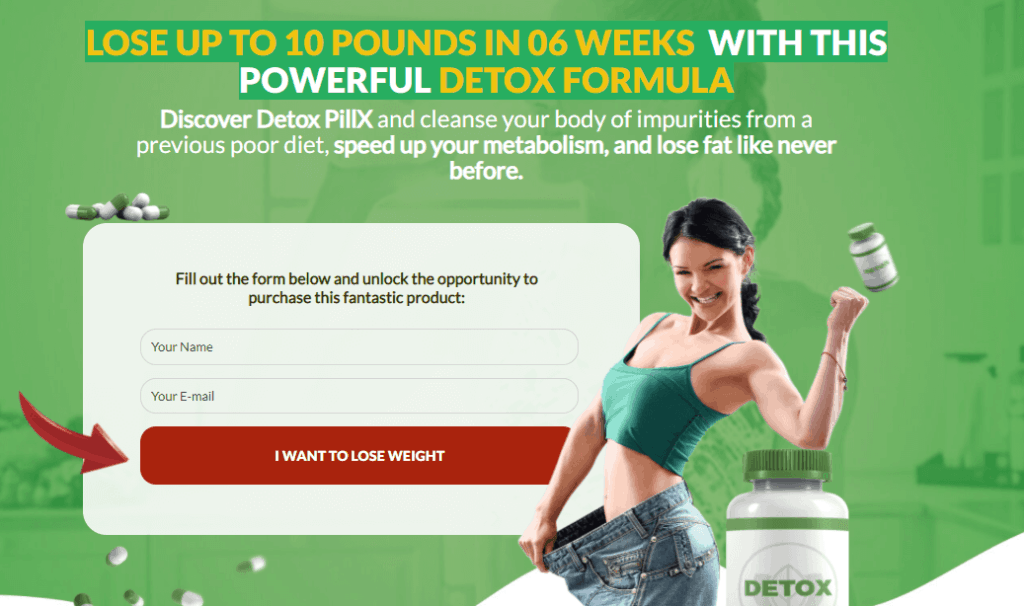 LOSE UP TO 10 POUNDS IN 06 WEEKS WITH THIS
POWERFUL DETOX FORMULA
Discover Detox PillX and cleanse your body of impurities from a
previous poor diet, speed up your metabolism, and lose fat like never
before.
Fill out the form below and unlock the opportunity to
purchase this fantastic product:
Your Name
Your E-mail
I WANT TO LOSE WEIGHT
DETOX